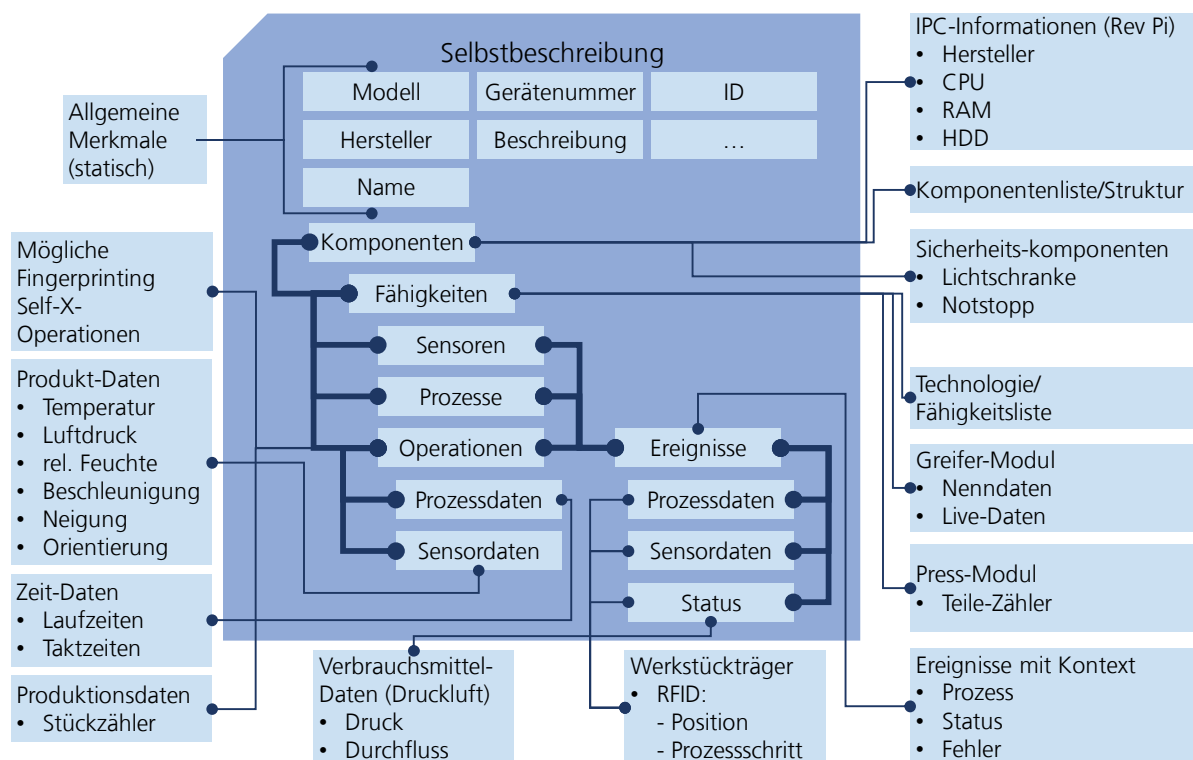 Selbstbeschreibung
Modell
Gerätenummer
ID
Hersteller
Beschreibung
...
Name
Komponenten
Fähigkeiten
Sensoren
Prozesse
Operationen
Ereignisse
Prozessdaten
Sensordaten
Prozessdaten
Sensordaten
Status
Allgemeine
Merkmale
(statisch)
Mögliche
Fingerprinting
Self-X-
Operationen
Produkt-Daten
• Temperatur
• Luftdruck
• rel. Feuchte
• Beschleunigung
• Neigung
• Orientierung
Zeit-Daten
• Laufzeiten
• Taktzeiten
Produktionsdaten
• Stückzähler
Verbrauchsmittel-
Daten (Druckluft)
• Druck
• Durchfluss
Werkstückträger
• RFID:
- Position
- Prozessschritt
IPC-Informationen (Rev Pi)
• Hersteller
• CPU
• RAM
• HDD
Komponentenliste/Struktur
Sicherheits-komponenten
• Lichtschranke
• Notstopp
Technologie/
Fähigkeitsliste
Greifer-Modul
• Nenndaten
• Live-Daten
Press-Modul
• Teile-Zähler
Ereignisse mit Kontext
• Prozess
• Status
• Fehler